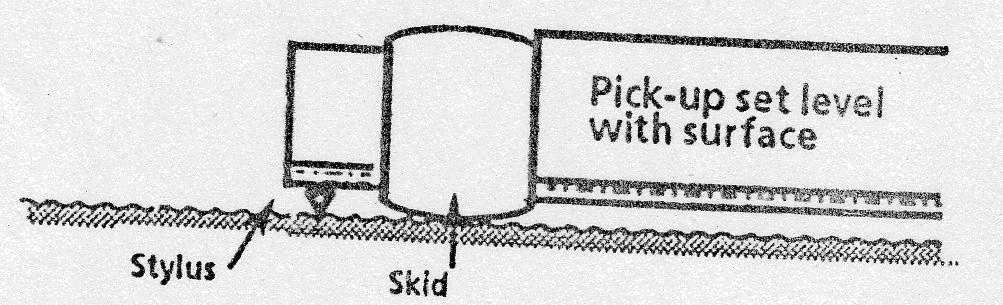 Pick-up set level
with surface
Stylus
Skid